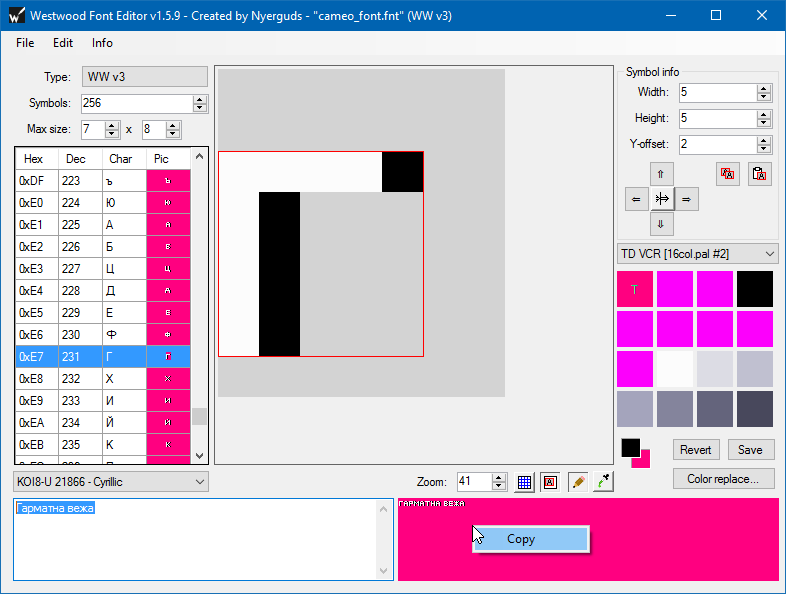 Westwood Font Editor v1.5.9 - Created by Nyerguds - "cameo_font.fnt" (WW v3)
File Edit Info
Type: WW v3
Symbols: 256
Max size: 7 x 8
Hex Dec Char Pic
0xDF 223 ъ ъ
0xE0 224 Ю Ю
0xE1 225 А А
0xE2 226 Б Б
0xE3 227 Ц Ц
0xE4 228 Д Д
0xE5 229 Е Е
0xE6 230 Ф Ф
0xE7 231 Г Г
0xE8 232 Х Х
0xE9 233 И И
0xEA 234 Й Й
0xEB 235 К К
KOI8-U 21866 - Cyrillic
Zoom: 41
Symbol info
Width: 5
Height: 5
Y-offset: 2
TD VCR [16col.pal #2]
T
Revert Save
Color replace...
Гарматна вежа
ГАРМАТНА ВЕЖА
Copy